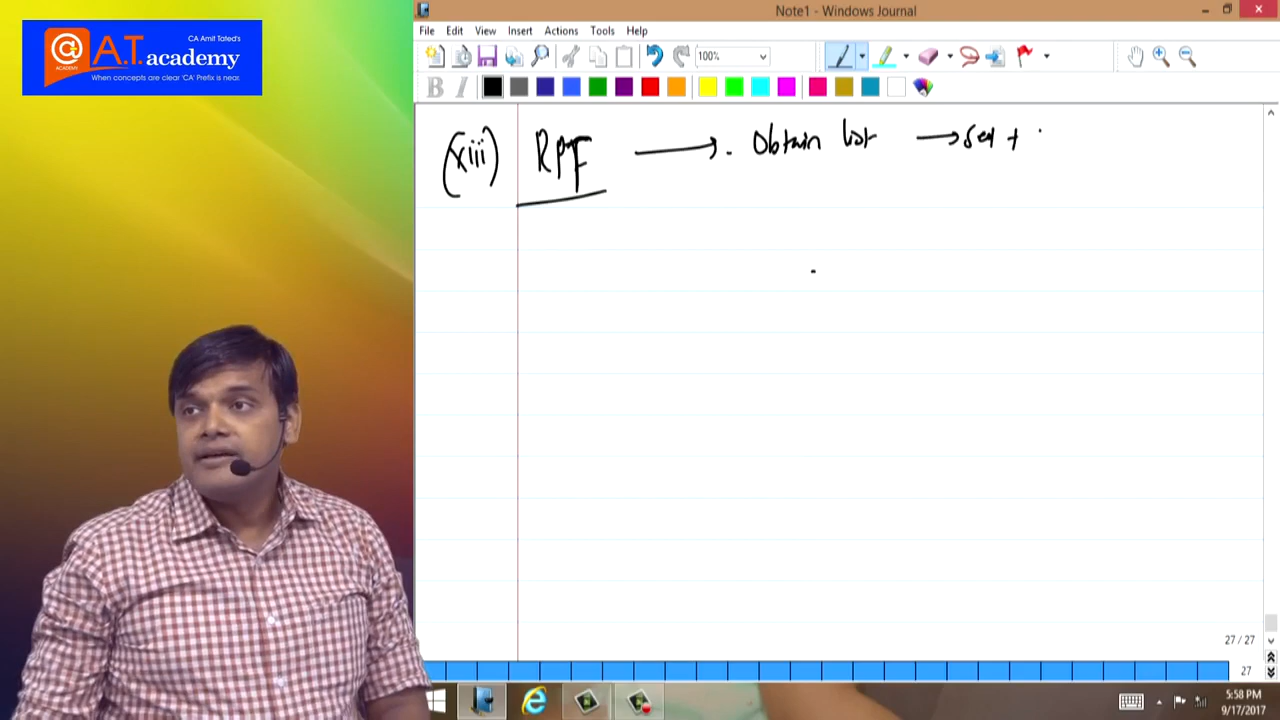 CA Amit Tated's
@ A.T. academy
ACADEMY
When concepts are clear 'CA' Prefix is near.
Note1 - Windows Journal
File Edit View Insert Actions Tools Help
100%
B I
(xiii) RPF → Obtain list →
27 / 27
27
5:58 PM
9/17/2017